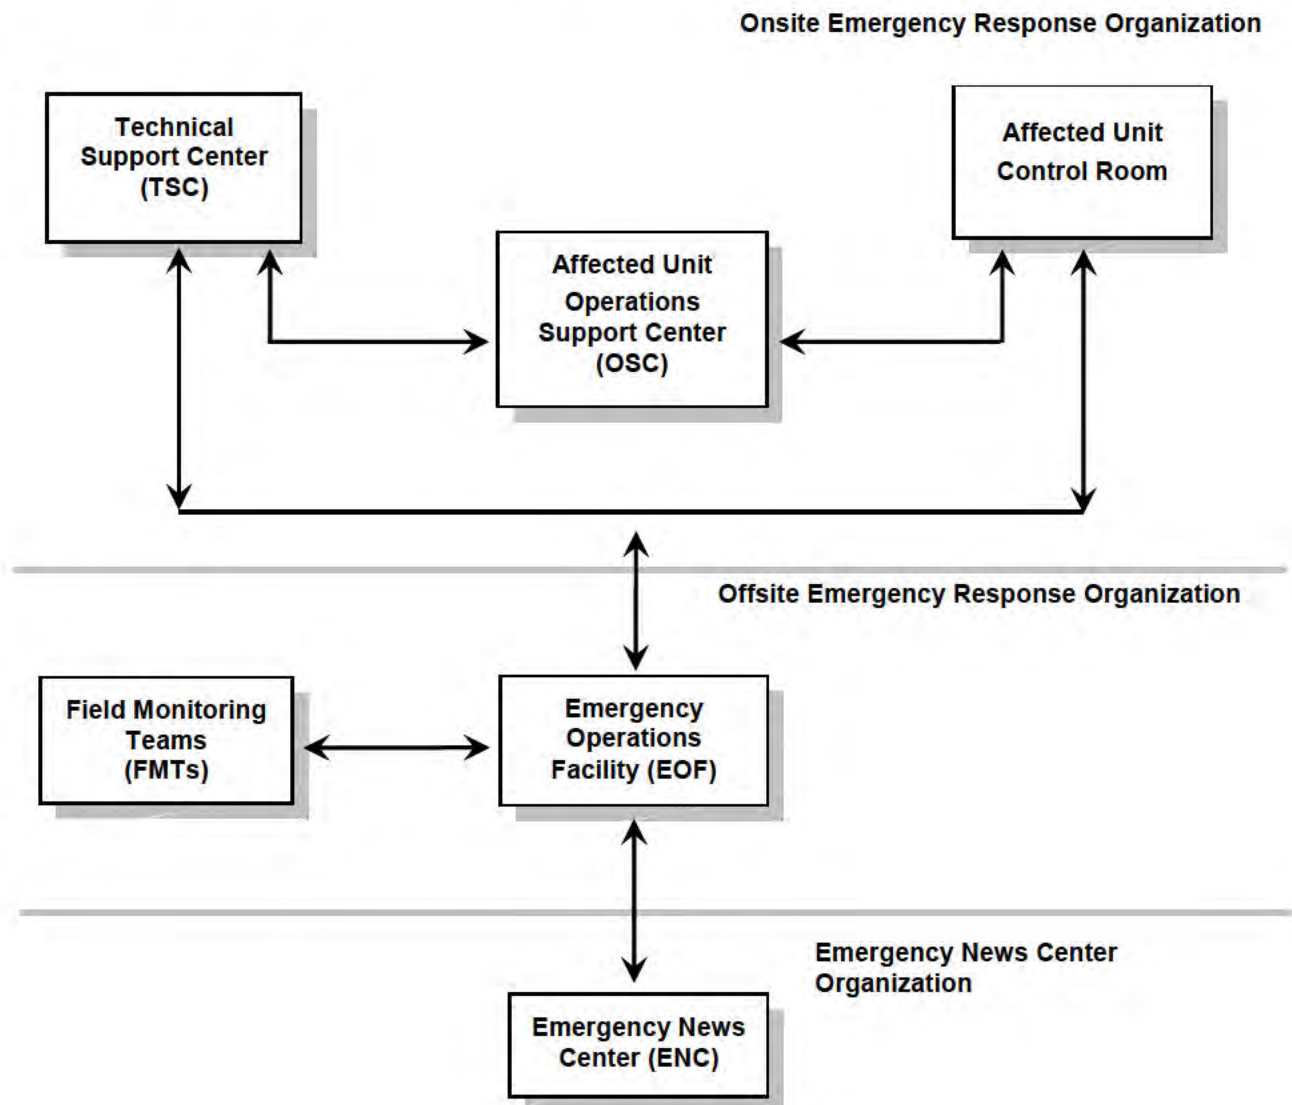 Onsite Emergency Response Organization
Technical
Support Center
(TSC)
Affected Unit
Control Room
Affected Unit
Operations
Support Center
(OSC)
Offsite Emergency Response Organization
Field Monitoring
Teams
(FMTs)
Emergency
Operations
Facility (EOF)
Emergency News Center
Organization
Emergency News
Center (ENC)